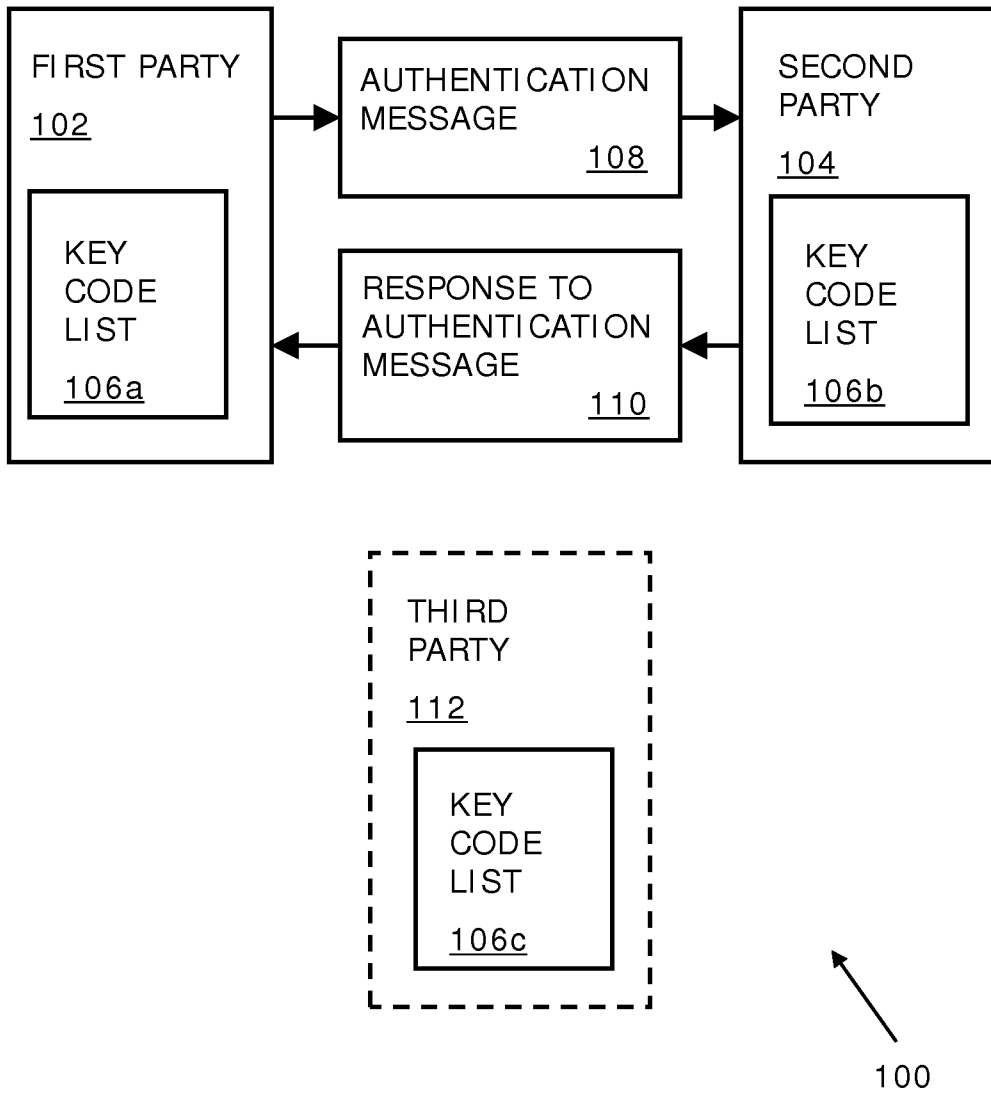 FIRST PARTY
102
KEY
CODE
LIST
106a
AUTHENTICATION
MESSAGE
108
RESPONSE TO
AUTHENTICATION
MESSAGE
110
SECOND
PARTY
104
KEY
CODE
LIST
106b
THIRD
PARTY
112
KEY
CODE
LIST
106c
100